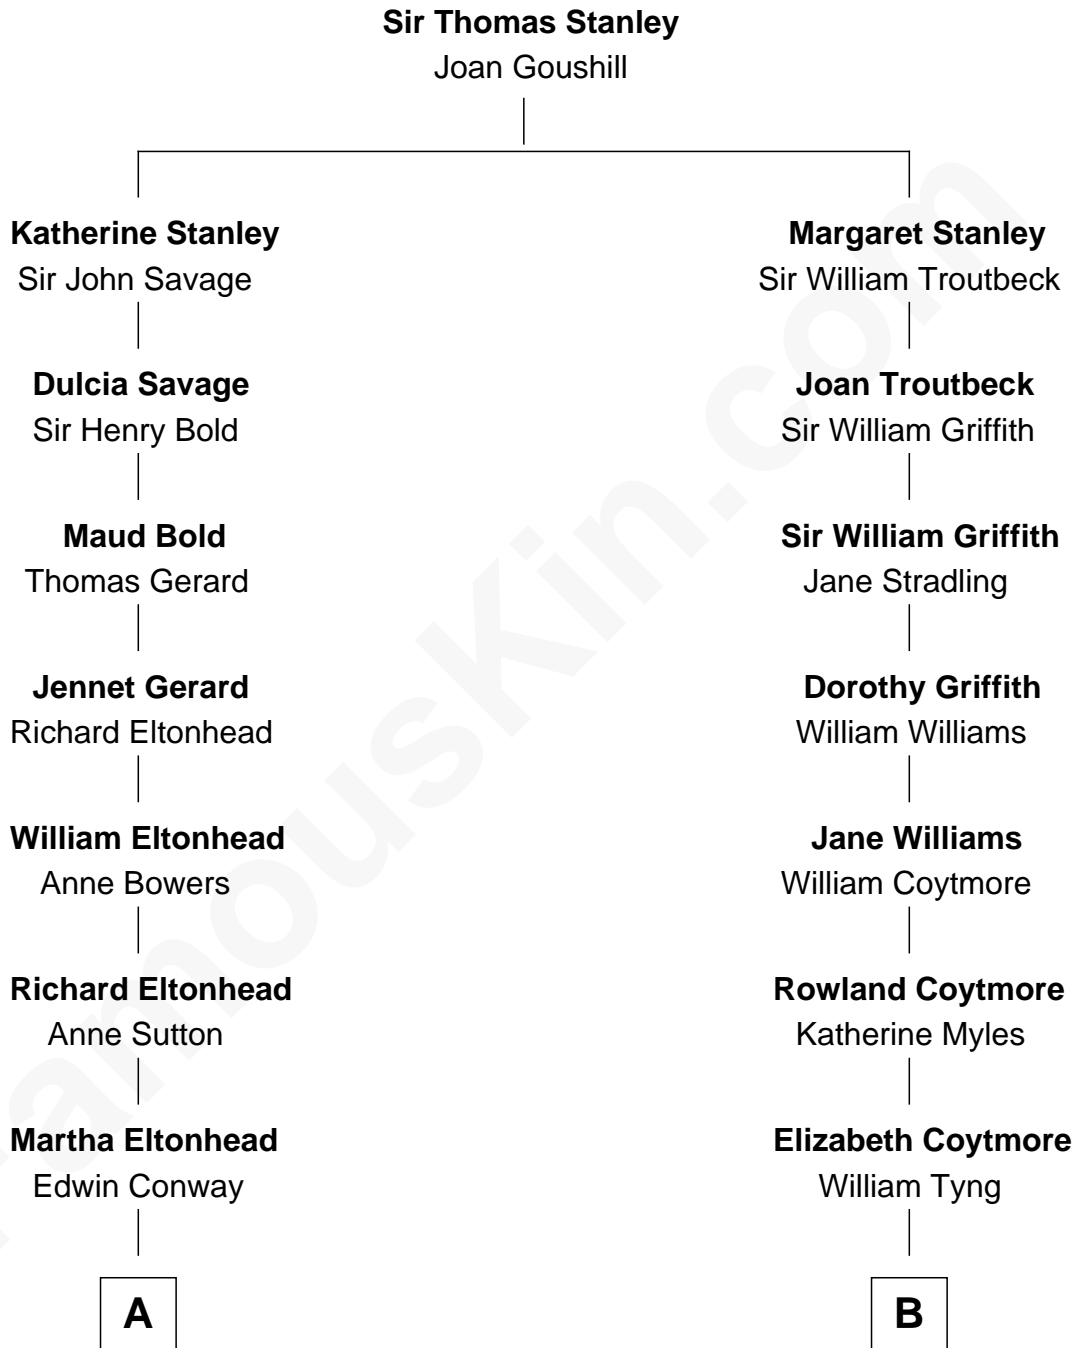 Sir Thomas Stanley
Joan Goushill
Katherine Stanley
Sir John Savage
Margaret Stanley
Sir William Troutbeck
Dulcia Savage
Sir Henry Bold
Joan Troutbeck
Sir William Griffith
Maud Bold
Thomas Gerard
Sir William Griffith
Jane Stradling
Jennet Gerard
Richard Eltonhead
Dorothy Griffith
William Williams
William Eltonhead
Anne Bowers
Jane Williams
William Coytmore
Richard Eltonhead
Anne Sutton
Rowland Coytmore
Katherine Myles
Martha Eltonhead
Edwin Conway
Elizabeth Coytmore
William Tyng
A
B
FamousKin.com